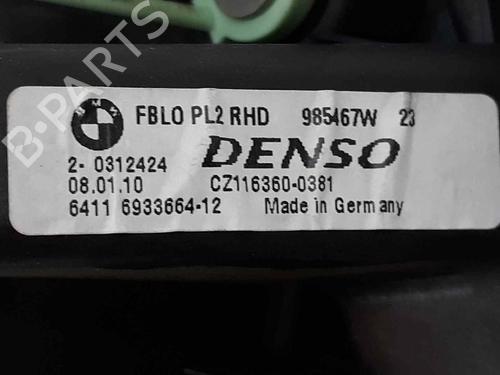 BMW FBLO PL2 RHD 985467W 23
2- 0312424 DENSO
08.01.10 CZ116360-0381
6411 6933664-12 Made in Germany
B-PARTS